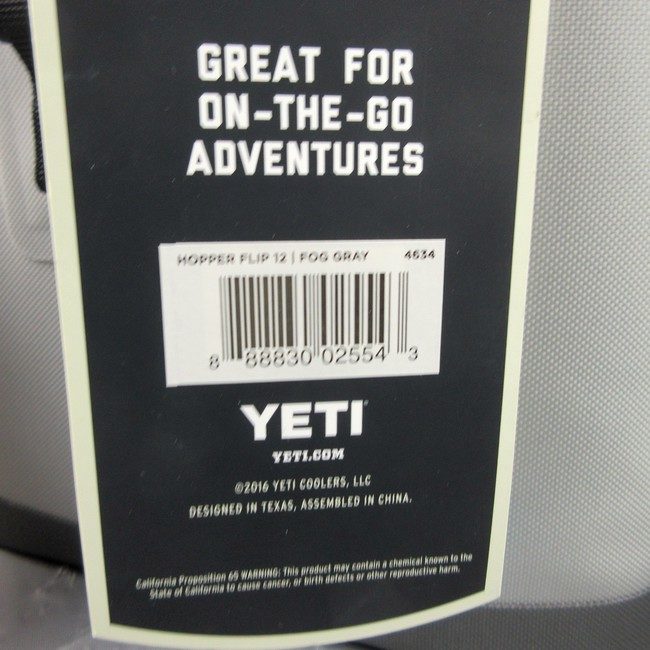 GREAT FOR
ON-THE-GO
ADVENTURES
HOPPER FLIP 12 | FOG GRAY 4634
8 88830 02554 3
YETI
YETI.COM
©2016 YETI COOLERS, LLC
DESIGNED IN TEXAS, ASSEMBLED IN CHINA.
California Proposition 65 WARNING: This product may contain a chemical known to the
State of California to cause cancer, or birth defects or other reproductive harm.